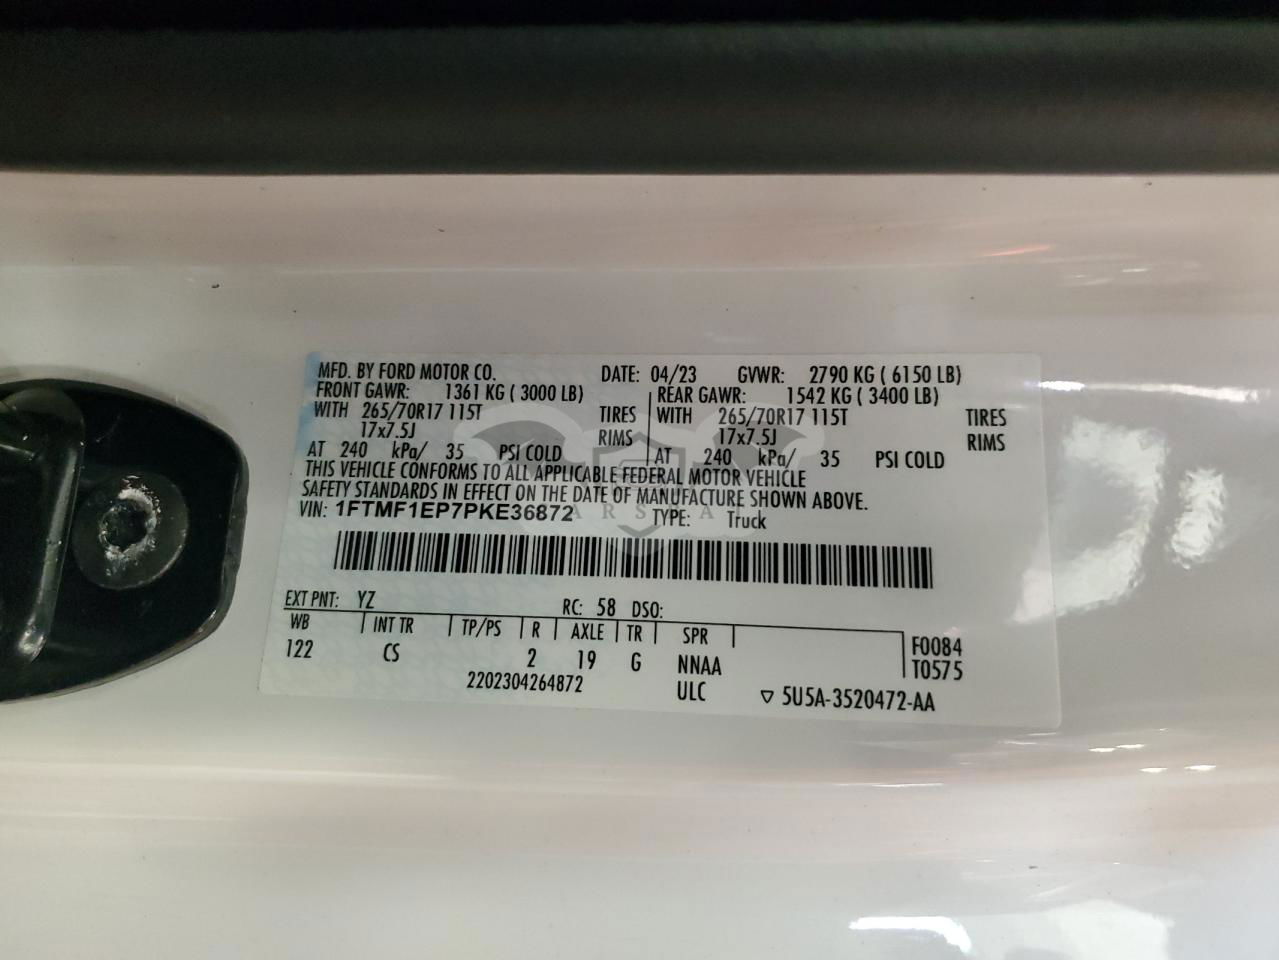 MFD. BY FORD MOTOR CO. DATE: 04/23 GVWR: 2790 KG ( 6150 LB)
FRONT GAWR: 1361 KG ( 3000 LB) REAR GAWR: 1542 KG ( 3400 LB)
WITH 265/70R17 115T TIRES WITH 265/70R17 115T TIRES
17x7.5J RIMS 17x7.5J RIMS
AT 240 kPa/ 35 PSI COLD AT 240 kPa/ 35 PSI COLD
THIS VEHICLE CONFORMS TO ALL APPLICABLE FEDERAL MOTOR VEHICLE
SAFETY STANDARDS IN EFFECT ON THE DATE OF MANUFACTURE SHOWN ABOVE.
VIN: 1FTMF1EP7PKE36872 TYPE: Truck
EXT PNT: YZ RC: 58 DSO:
WB INT TR TP/PS R AXLE TR SPR F0084
122 CS 2 19 G NNAA T0575
2202304264872 ULC ▽ 5U5A-3520472-AA